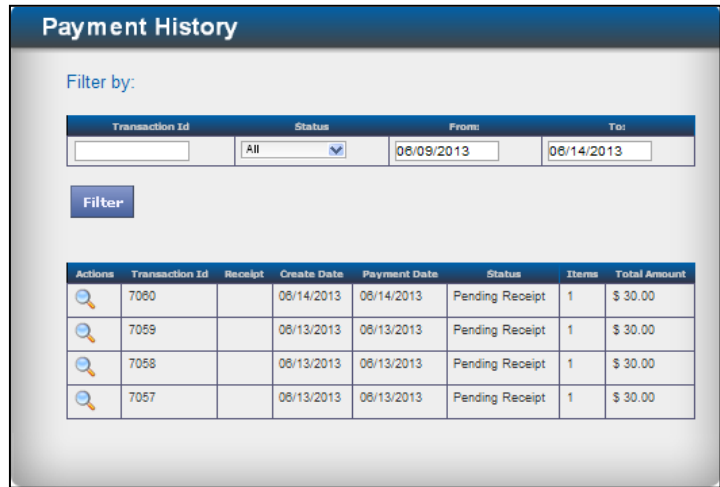 Payment History
Filter by:
Transaction Id Status From: To:
All 06/09/2013 06/14/2013
Filter
Actions Transaction Id Receipt Create Date Payment Date Status Items Total Amount
7060 06/14/2013 06/14/2013 Pending Receipt 1 $ 30.00
7059 06/13/2013 06/13/2013 Pending Receipt 1 $ 30.00
7058 06/13/2013 06/13/2013 Pending Receipt 1 $ 30.00
7057 06/13/2013 06/13/2013 Pending Receipt 1 $ 30.00